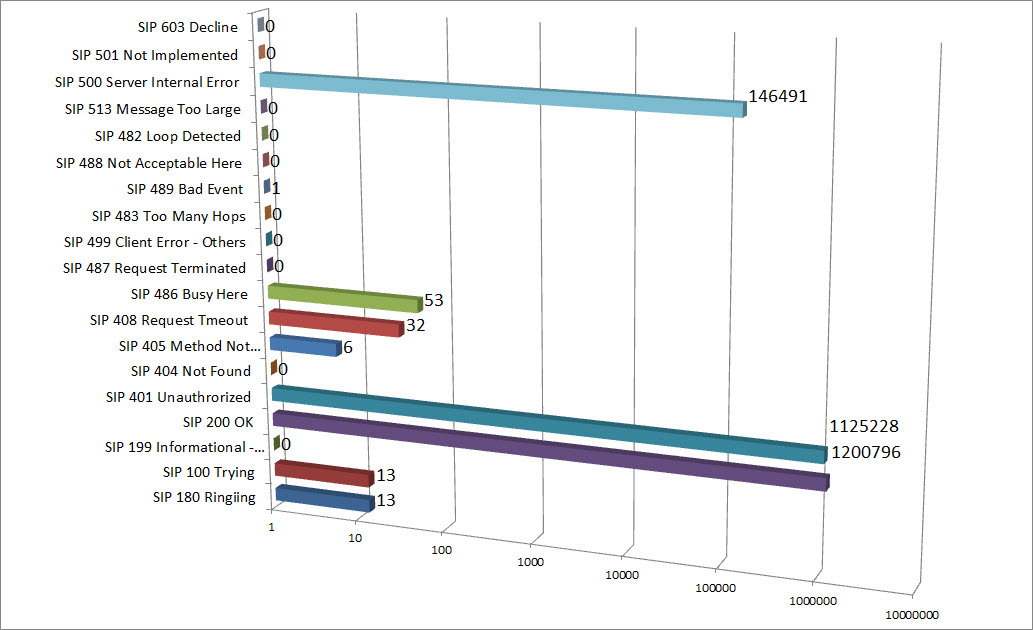 SIP 603 Decline 0
SIP 501 Not Implemented 0
SIP 500 Server Internal Error 146491
SIP 513 Message Too Large 0
SIP 482 Loop Detected 0
SIP 488 Not Acceptable Here 0
SIP 489 Bad Event 1
SIP 483 Too Many Hops 0
SIP 499 Client Error - Others 0
SIP 487 Request Terminated 0
SIP 486 Busy Here 53
SIP 408 Request Tmeout 32
SIP 405 Method Not... 6
SIP 404 Not Found 0
SIP 401 Unauthrorized 1125228
SIP 200 OK 1200796
SIP 199 Informational -... 0
SIP 100 Trying 13
SIP 180 Ringiing 13
1 10 100 1000 10000 100000 1000000 10000000